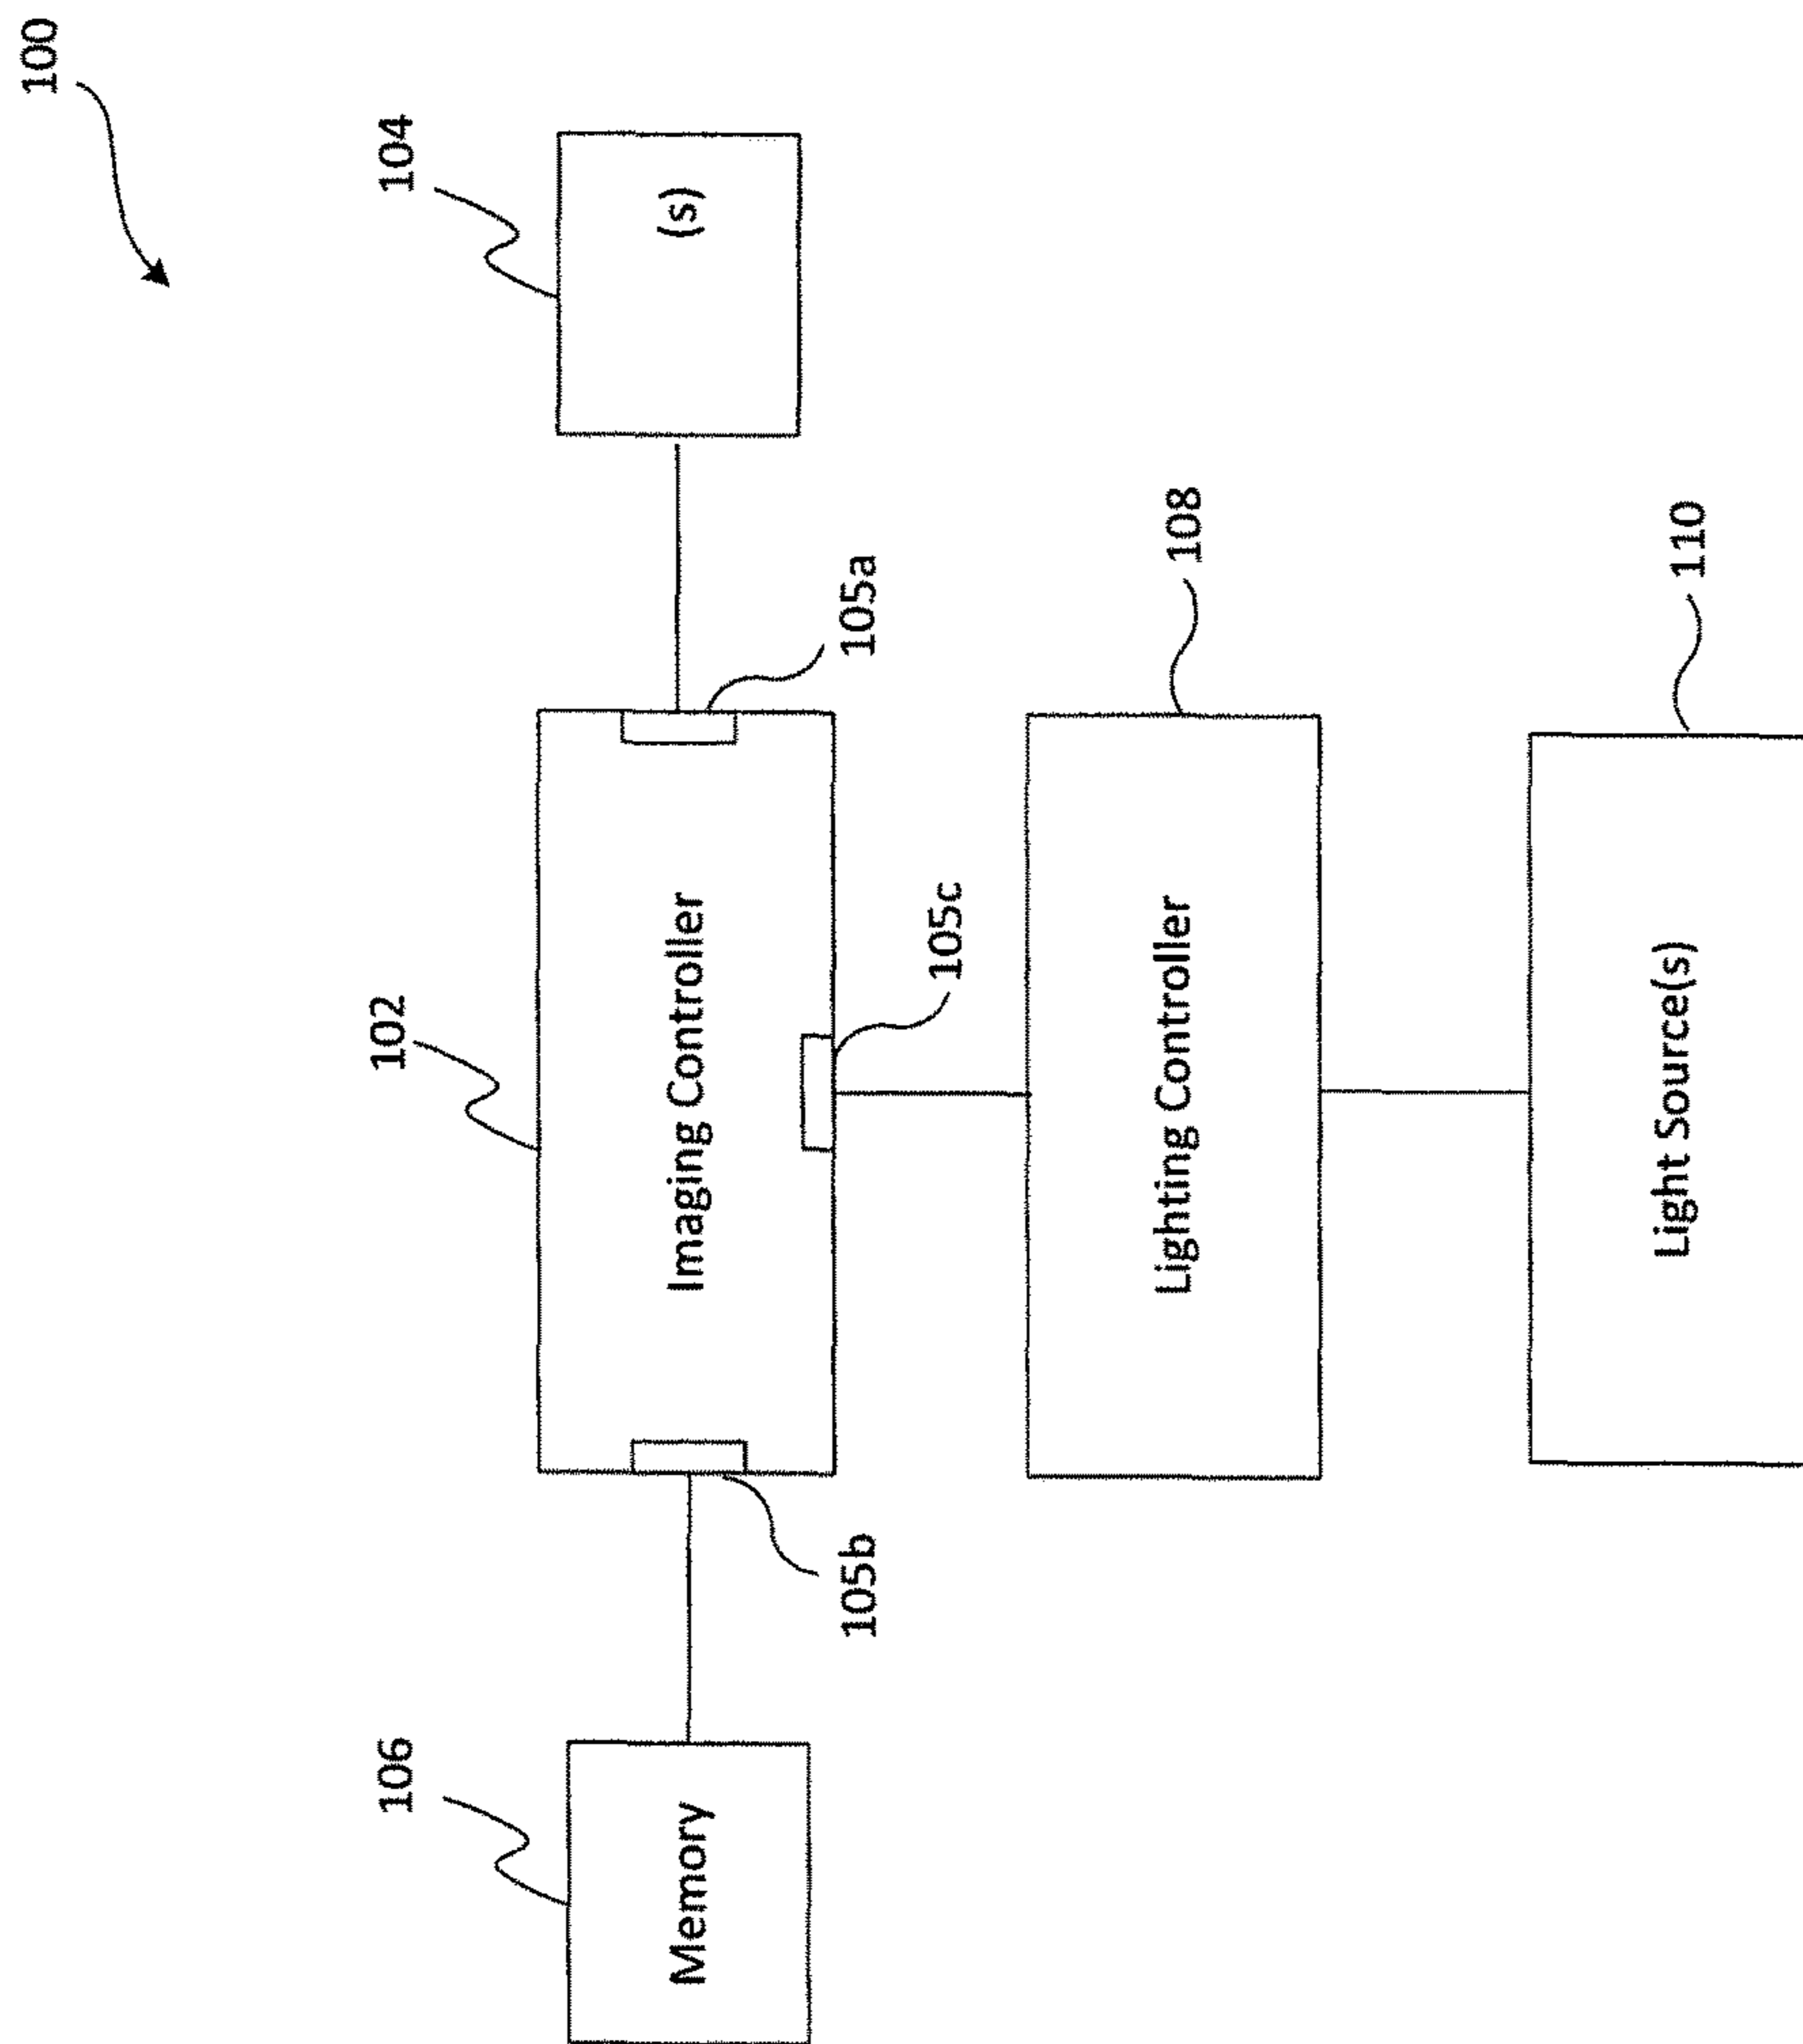 100
102
104
106
Memory
Imaging Controller
(s)
105b
105c
105a
Lighting Controller
108
Light Source(s)
110